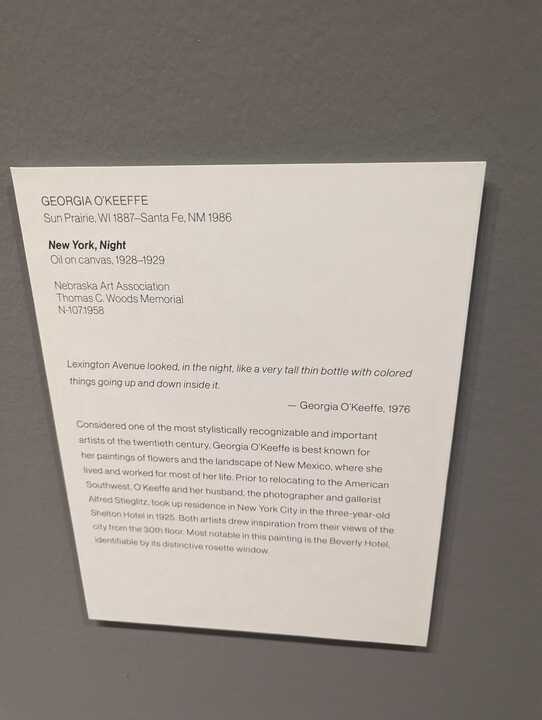 GEORGIA O'KEEFFE
Sun Prairie, WI 1887–Santa Fe, NM 1986
New York, Night
Oil on canvas, 1928–1929
Nebraska Art Association
Thomas C. Woods Memorial
N-107.1958
Lexington Avenue looked, in the night, like a very tall thin bottle with colored
things going up and down inside it.
— Georgia O'Keeffe, 1976
Considered one of the most stylistically recognizable and important
artists of the twentieth century, Georgia O'Keeffe is best known for
her paintings of flowers and the landscape of New Mexico, where she
lived and worked for most of her life. Prior to relocating to the American
Southwest, O'Keeffe and her husband, the photographer and gallerist
Alfred Stieglitz, took up residence in New York City in the three-year-old
Shelton Hotel in 1925. Both artists drew inspiration from their views of the
city from the 30th floor. Most notable in this painting is the Beverly Hotel,
identifiable by its distinctive rosette window.